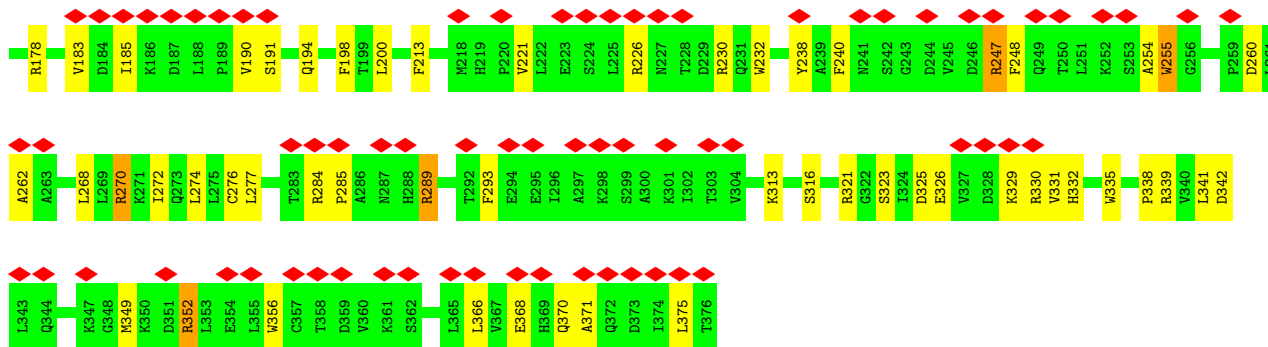 R178 V183 D184 I185 K186 D187 L188 P189 V190 S191 Q194 F198 T199 L200 F213 M218 H219 P220 V221 L222 E223 S224 L225 R226 N227 T228 D229 R230 Q231 W232 Y238 A239 F240 N241 S242 G243 D244 V245 D246 R247 F248 Q249 T250 L251 K252 S253 A254 W255 G256 P259 D260
A262 A263 L268 L269 R270 K271 I272 Q273 L274 L275 C276 L277 T283 R284 P285 A286 N287 H288 R289 T292 F293 E294 E295 I296 A297 K298 S299 A300 K301 I302 T303 V304 K313 S316 R321 G322 S323 I324 D325 E326 V327 D328 K329 R330 V331 H332 W335 P338 R339 V340 L341 D342
L343 Q344 K347 G348 M349 K350 D351 R352 L353 E354 L355 W356 C357 T358 D359 V360 K361 S362 L365 L366 V367 E368 H369 Q370 A371 Q372 D373 I374 L375 T376